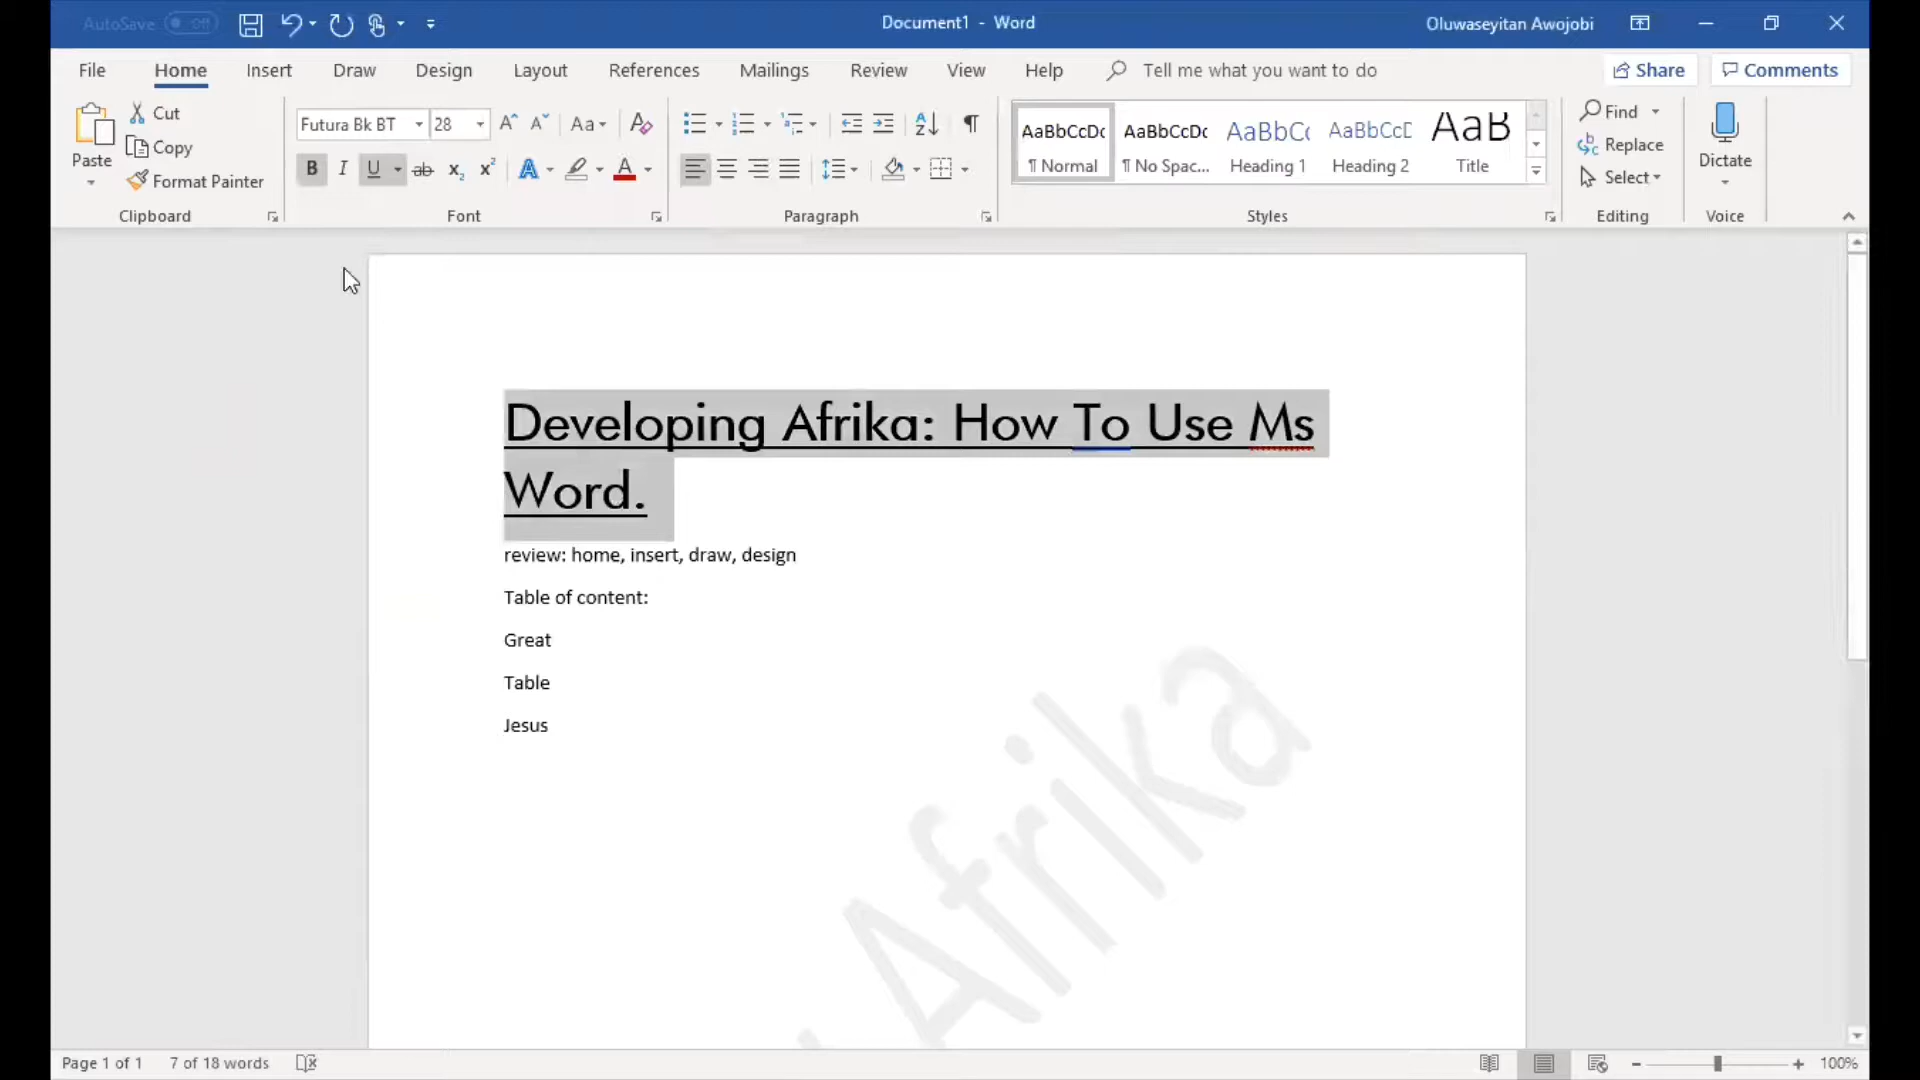 AutoSave Off Document1 - Word Oluwaseyitan Awojobi
File Home Insert Draw Design Layout References Mailings Review View Help Tell me what you want to do Share Comments
Paste Cut Copy Format Painter
Clipboard
Futura Bk BT 28 Aa
B I U ab x₂ x² A A
Font
Paragraph
AaBbCcDc AaBbCcDc AaBbCc AaBbCcD AaB
¶ Normal ¶ No Spac... Heading 1 Heading 2 Title
Styles
Find
Replace
Select
Editing
Dictate
Voice
Developing Afrika: How To Use Ms
Word.
review: home, insert, draw, design
Table of content:
Great
Table
Jesus
Afrika
Page 1 of 1 7 of 18 words 100%